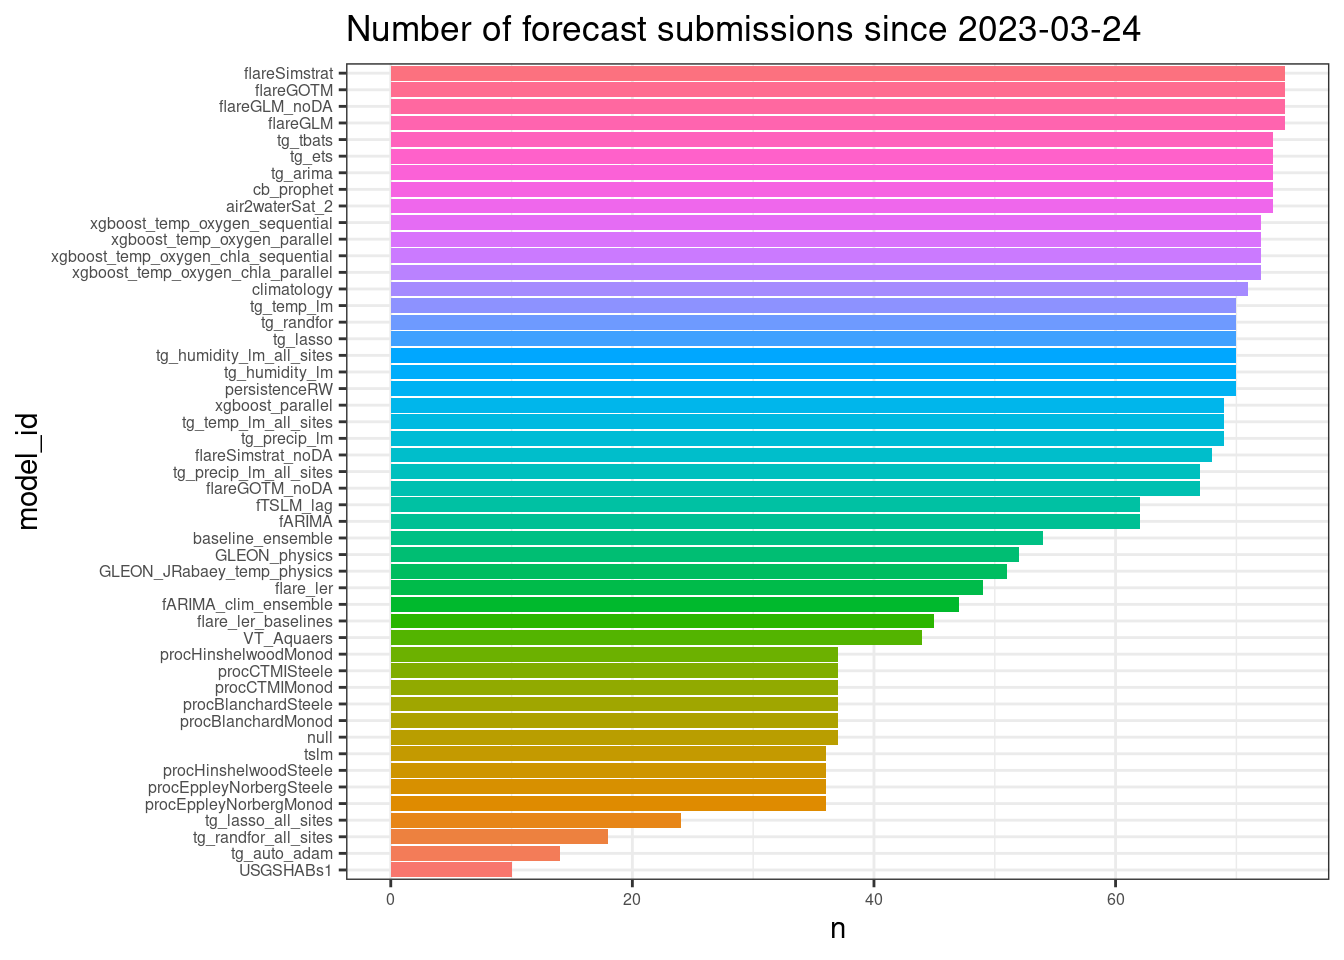 Number of forecast submissions since 2023-03-24
model_id
flareSimstrat
flareGOTM
flareGLM_noDA
flareGLM
tg_tbats
tg_ets
tg_arima
cb_prophet
air2waterSat_2
xgboost_temp_oxygen_sequential
xgboost_temp_oxygen_parallel
xgboost_temp_oxygen_chla_sequential
xgboost_temp_oxygen_chla_parallel
climatology
tg_temp_lm
tg_randfor
tg_lasso
tg_humidity_lm_all_sites
tg_humidity_lm
persistenceRW
xgboost_parallel
tg_temp_lm_all_sites
tg_precip_lm
flareSimstrat_noDA
tg_precip_lm_all_sites
flareGOTM_noDA
fTSLM_lag
fARIMA
baseline_ensemble
GLEON_physics
GLEON_JRabaey_temp_physics
flare_ler
fARIMA_clim_ensemble
flare_ler_baselines
VT_Aquaers
procHinshelwoodMonod
procCTMISteele
procCTMIMonod
procBlanchardSteele
procBlanchardMonod
null
tslm
procHinshelwoodSteele
procEppleyNorbergSteele
procEppleyNorbergMonod
tg_lasso_all_sites
tg_randfor_all_sites
tg_auto_adam
USGSHABs1
0 20 40 60
n